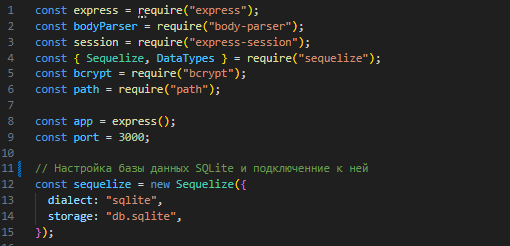 1 const express = require("express");
2 const bodyParser = require("body-parser");
3 const session = require("express-session");
4 const { Sequelize, DataTypes } = require("sequelize");
5 const bcrypt = require("bcrypt");
6 const path = require("path");
7
8 const app = express();
9 const port = 3000;
10
11 // Настройка базы данных SQLite и подключенние к ней
12 const sequelize = new Sequelize({
13 dialect: "sqlite",
14 storage: "db.sqlite",
15 });